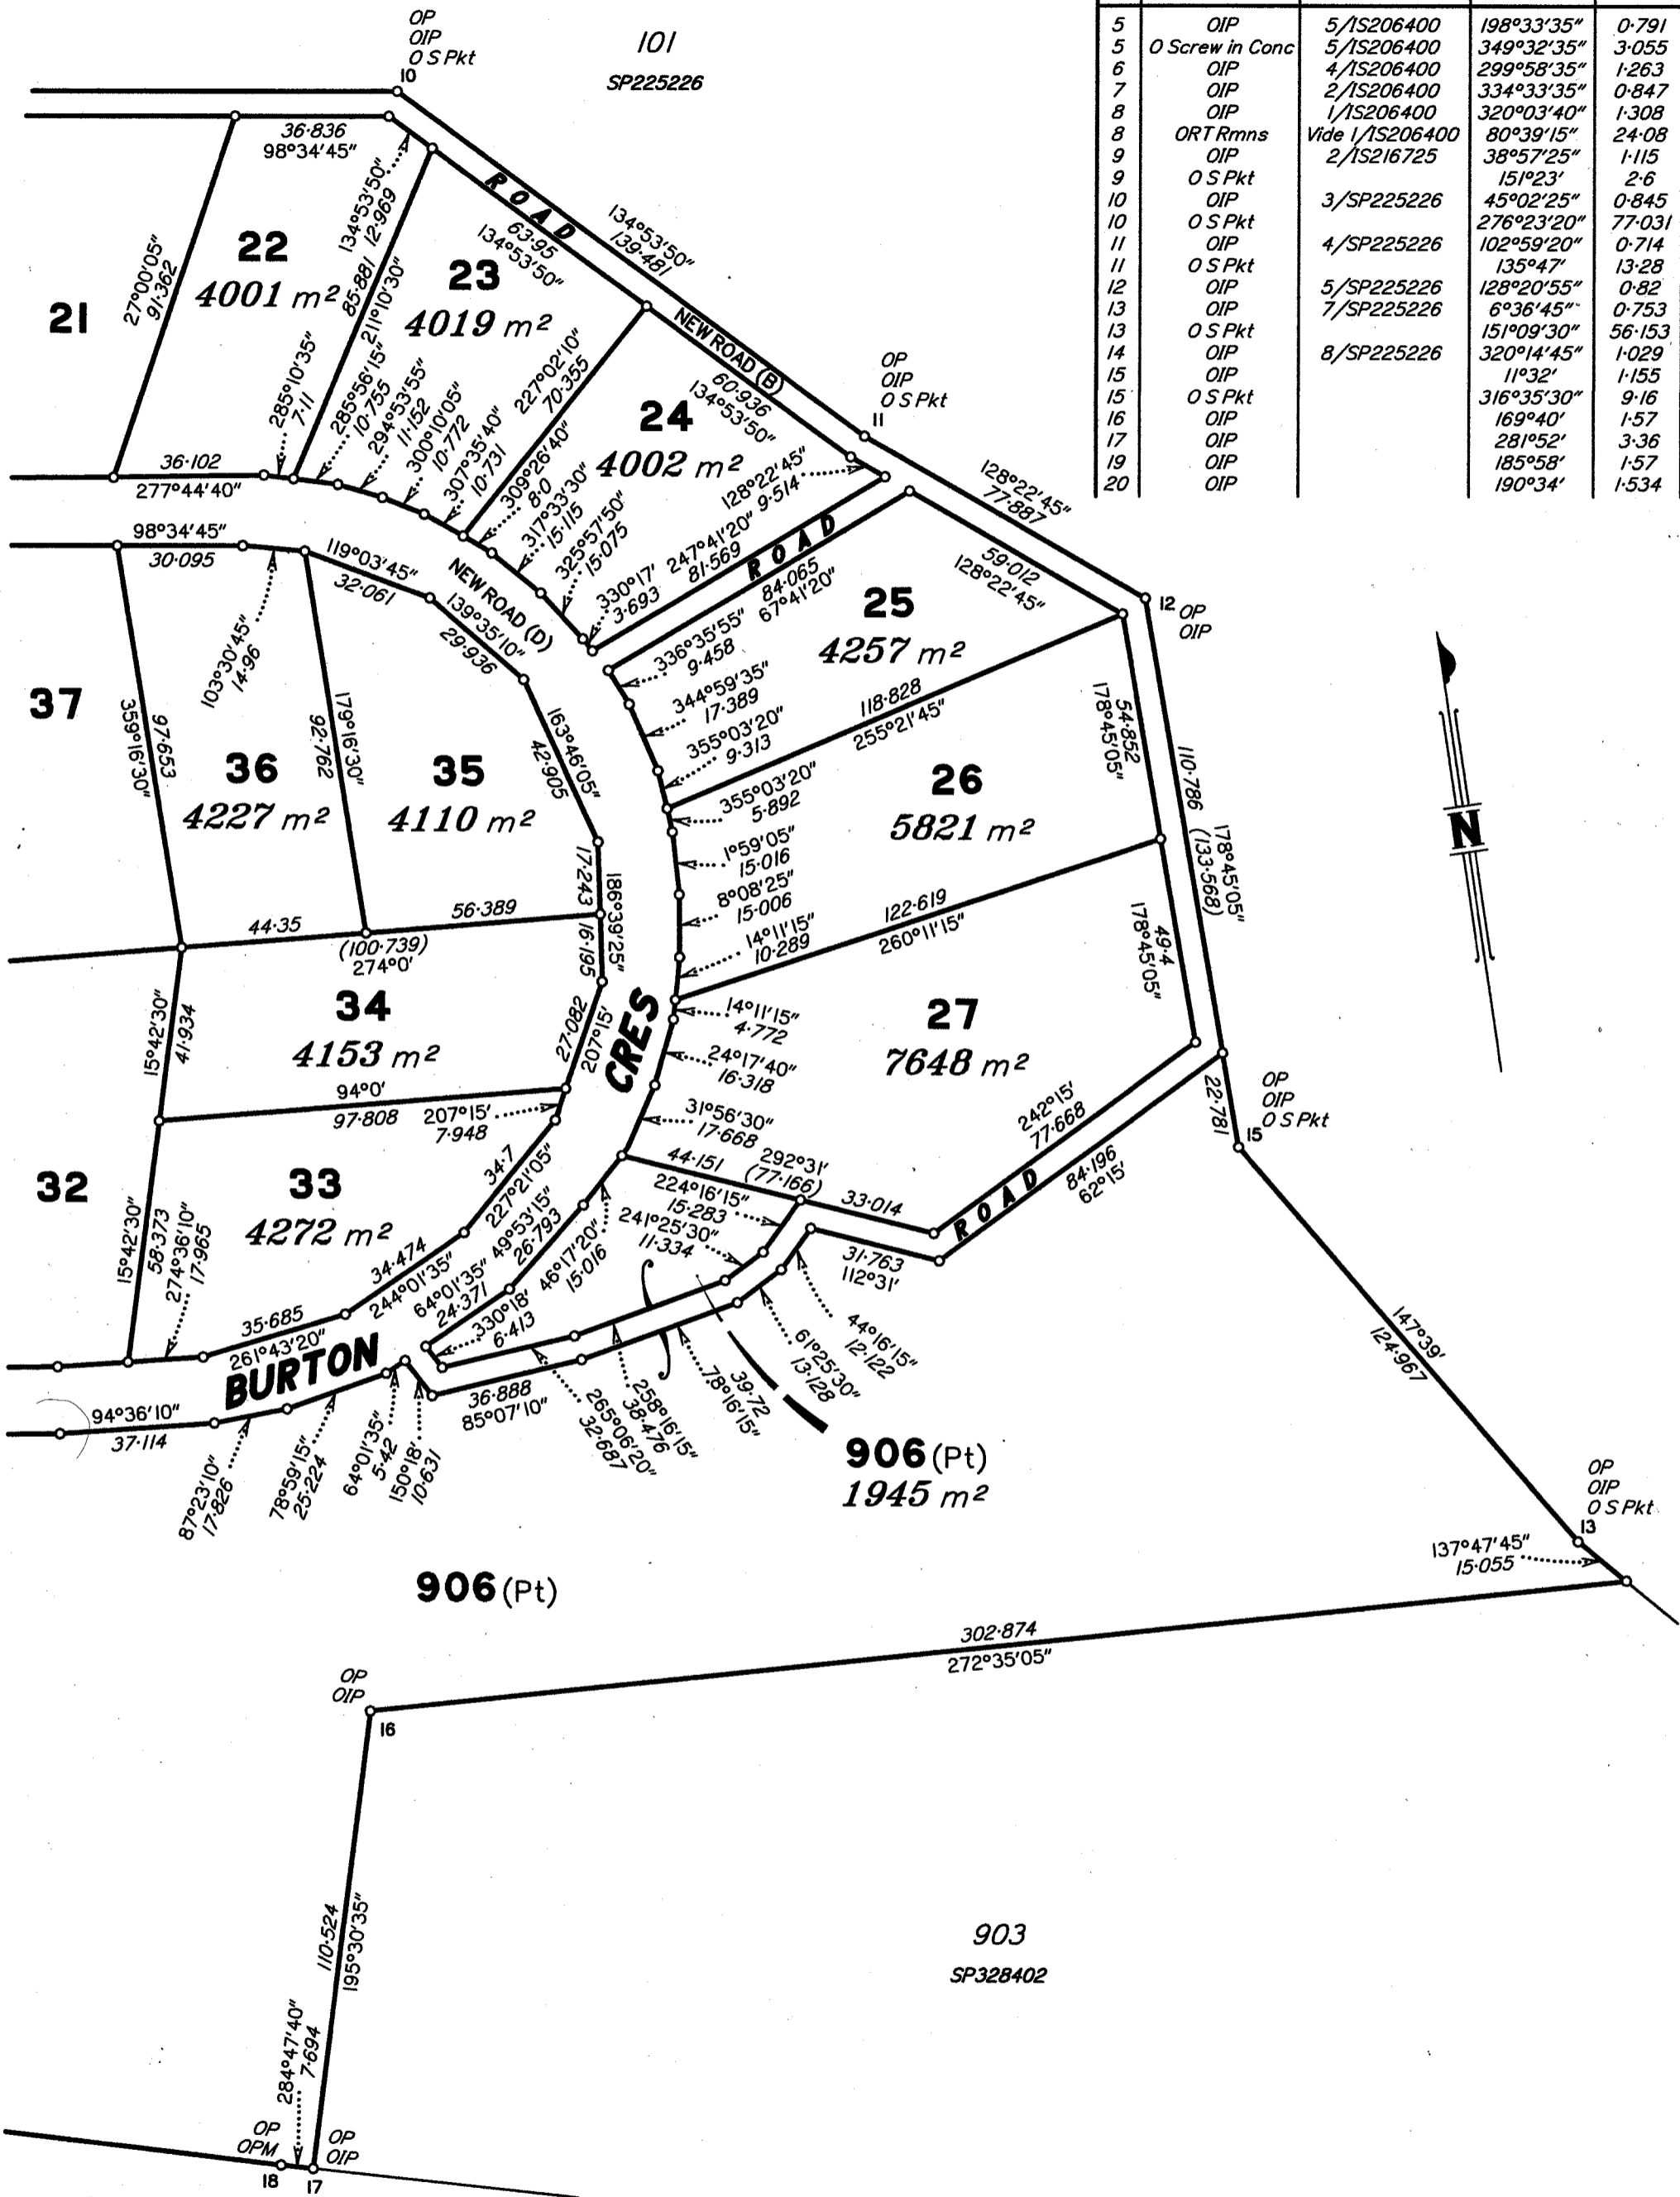 5 OIP 5/IS206400 198°33'35" 0·791
5 O Screw in Conc 5/IS206400 349°32'35" 3·055
6 OIP 4/IS206400 299°58'35" 1·263
7 OIP 2/IS206400 334°33'35" 0·847
8 OIP 1/IS206400 320°03'40" 1·308
8 ORT Rmns Vide 1/IS206400 80°39'15" 24·08
9 OIP 2/IS216725 38°57'25" 1·115
9 O S Pkt 151°23' 2·6
10 OIP 3/SP225226 45°02'25" 0·845
10 O S Pkt 276°23'20" 77·031
11 OIP 4/SP225226 102°59'20" 0·714
11 O S Pkt 135°47' 13·28
12 OIP 5/SP225226 128°20'55" 0·82
13 OIP 7/SP225226 6°36'45" 0·753
13 O S Pkt 151°09'30" 56·153
14 OIP 8/SP225226 320°14'45" 1·029
15 OIP 11°32' 1·155
15 O S Pkt 316°35'30" 9·16
16 OIP 169°40' 1·57
17 OIP 281°52' 3·36
19 OIP 185°58' 1·57
20 OIP 190°34' 1·534
OP
OIP
O S Pkt
10
101
SP225226
36·836
98°34'45"
134°53'50"
12·969
ROAD
63·95
134°53'50"
134°53'50"
139·481
21
27°00'05"
91·362
22
4001 m²
85·881
211°10'30"
23
4019 m²
NEW ROAD (B)
60·936
134°53'50"
OP
OIP
O S Pkt
11
285°10'35"
7·11
285°56'15"
10·755
294°53'55"
11·152
300°10'05"
10·772
307°35'40"
10·731
227°02'10"
70·355
24
4002 m²
36·102
277°44'40"
309°26'40"
8·0
317°33'30"
15·115
325°57'50"
15·075
330°17'
3·693
128°22'45"
9·514
247°41'20"
81·569
ROAD
84·065
67°41'20"
128°22'45"
77·887
59·012
128°22'45"
12
OP
OIP
98°34'45"
30·095
119°03'45"
32·061
NEW ROAD (D)
139°35'10"
29·936
103°30'45"
14·96
37
359°16'30"
97·653
36
4227 m²
179°16'30"
92·762
35
4110 m²
163°46'05"
42·905
336°35'55"
9·458
344°59'35"
17·389
355°03'20"
9·313
25
4257 m²
118·828
255°21'45"
54·852
178°45'05"
110·786
(133·568)
178°45'05"
N
355°03'20"
5·892
1°59'05"
15·016
8°08'25"
15·006
14°11'15"
10·289
26
5821 m²
122·619
260°11'15"
49·4
178°45'05"
17·243
186°39'25"
16·195
44·35
56·389
(100·739)
274°0'
15°42'30"
41·934
34
4153 m²
27·082
207°15'
CRES
14°11'15"
4·772
24°17'40"
16·318
31°56'30"
17·668
27
7648 m²
94°0'
97·808
207°15'
7·948
242°15'
77·668
22·781
OP
OIP
O S Pkt
15
32
15°42'30"
58·373
274°36'10"
17·965
33
4272 m²
34·7
227°21'05"
34·474
244°01'35"
49°53'15"
26·793
64°01'35"
24·371
46°17'20"
15·016
44·151
292°31'
(77·166)
33·014
224°16'15"
15·283
241°25'30"
11·334
ROAD
84·196
62°15'
31·763
112°31'
35·685
261°43'20"
BURTON
330°18'
6·413
44°16'15"
12·122
61°25'30"
13·128
39·72
78°16'15"
258°16'15"
38·476
265°06'20"
32·687
36·888
85°07'10"
147°39'
124·967
94°36'10"
37·114
87°23'10"
17·826
78°59'15"
25·224
64°01'35"
5·42
150°18'
10·631
906 (Pt)
1945 m²
OP
OIP
O S Pkt
13
137°47'45"
15·055
906 (Pt)
302·874
272°35'05"
OP
OIP
16
110·524
195°30'35"
903
SP328402
284°47'40"
7·694
OP
OPM
18
OP
OIP
17